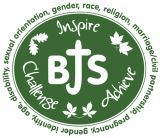 age, disability, sexual orientation, gender, race, religion, marriage/civil partnership, pregnancy, gender identity,
Inspire
BJS
Challenge
Achieve